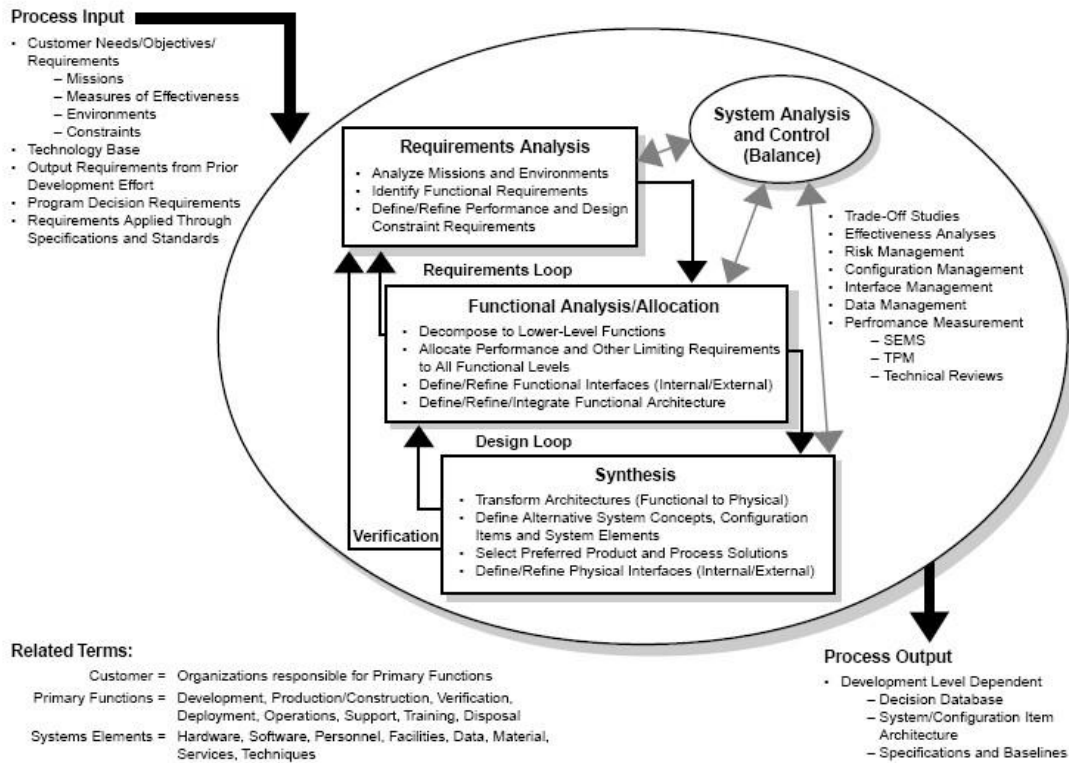 Process Input
• Customer Needs/Objectives/
Requirements
– Missions
– Measures of Effectiveness
– Environments
– Constraints
• Technology Base
• Output Requirements from Prior
Development Effort
• Program Decision Requirements
• Requirements Applied Through
Specifications and Standards
System Analysis
and Control
(Balance)
Requirements Analysis
• Analyze Missions and Environments
• Identify Functional Requirements
• Define/Refine Performance and Design
Constraint Requirements
• Trade-Off Studies
• Effectiveness Analyses
• Risk Management
• Configuration Management
• Interface Management
• Data Management
• Perfromance Measurement
– SEMS
– TPM
– Technical Reviews
Requirements Loop
Functional Analysis/Allocation
• Decompose to Lower-Level Functions
• Allocate Performance and Other Limiting Requirements
to All Functional Levels
• Define/Refine Functional Interfaces (Internal/External)
• Define/Refine/Integrate Functional Architecture
Design Loop
Synthesis
• Transform Architectures (Functional to Physical)
• Define Alternative System Concepts, Configuration
Items and System Elements
• Select Preferred Product and Process Solutions
• Define/Refine Physical Interfaces (Internal/External)
Verification
Related Terms:
Customer = Organizations responsible for Primary Functions
Primary Functions = Development, Production/Construction, Verification,
Deployment, Operations, Support, Training, Disposal
Systems Elements = Hardware, Software, Personnel, Facilities, Data, Material,
Services, Techniques
Process Output
• Development Level Dependent
– Decision Database
– System/Configuration Item
Architecture
– Specifications and Baselines